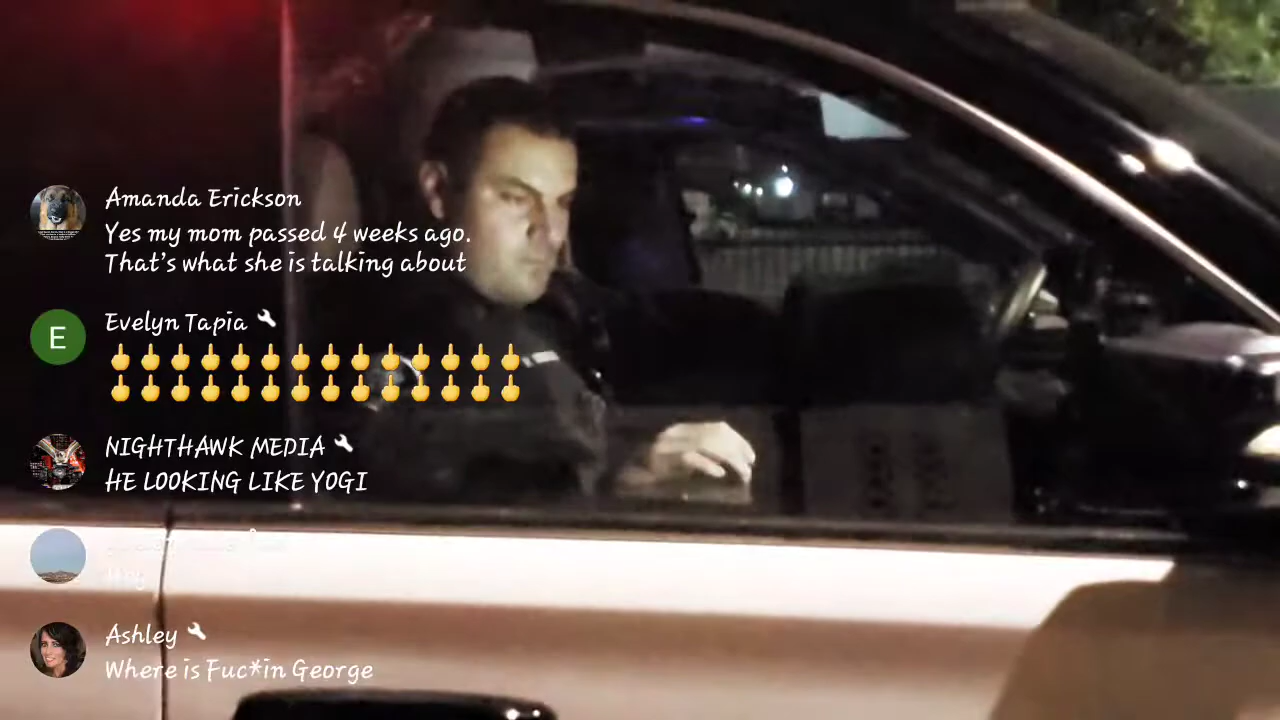 Amanda Erickson
Yes my mom passed 4 weeks ago.
That's what she is talking about
E
Evelyn Tapia 🔧
🖕🖕🖕🖕🖕🖕🖕🖕🖕🖕🖕🖕🖕🖕
🖕🖕🖕🖕🖕🖕🖕🖕🖕🖕🖕🖕🖕🖕
NIGHTHAWK MEDIA 🔧
HE LOOKING LIKE YOGI
Hey
Ashley 🔧
Where is Fuc*in George